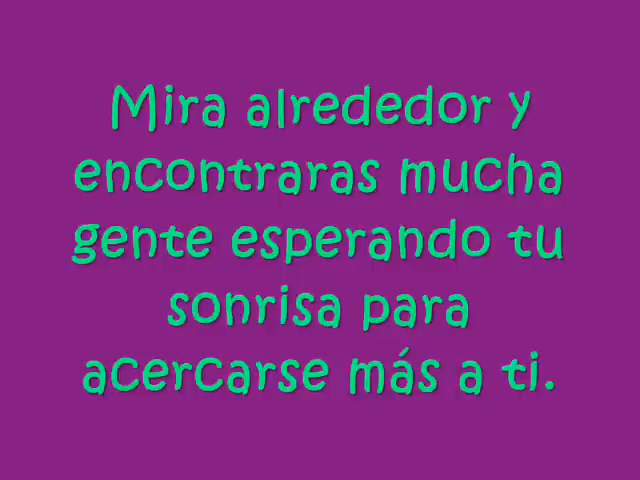 Mira alrededor y
encontraras mucha
gente esperando tu
sonrisa para
acercarse más a ti.